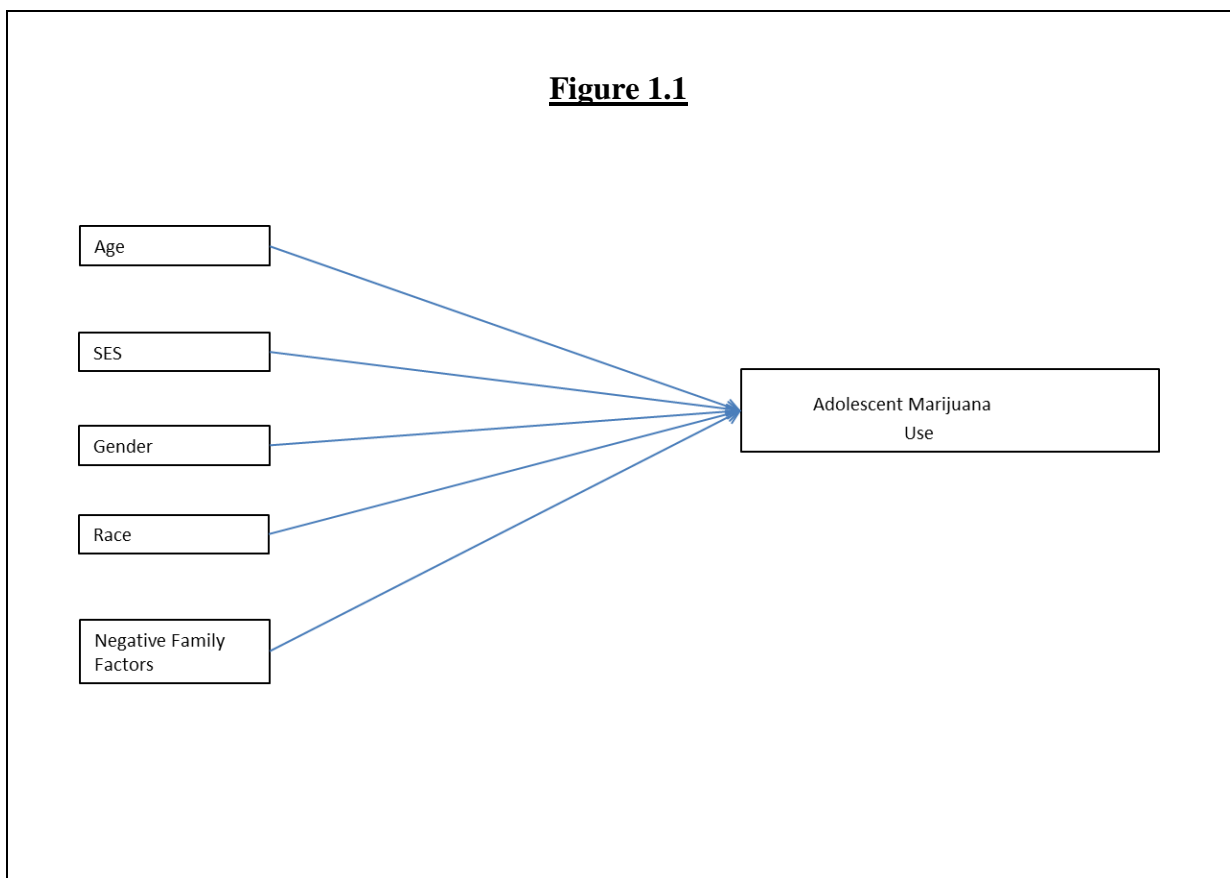 Figure 1.1
Age
SES
Gender
Race
Negative Family
Factors
Adolescent Marijuana
Use